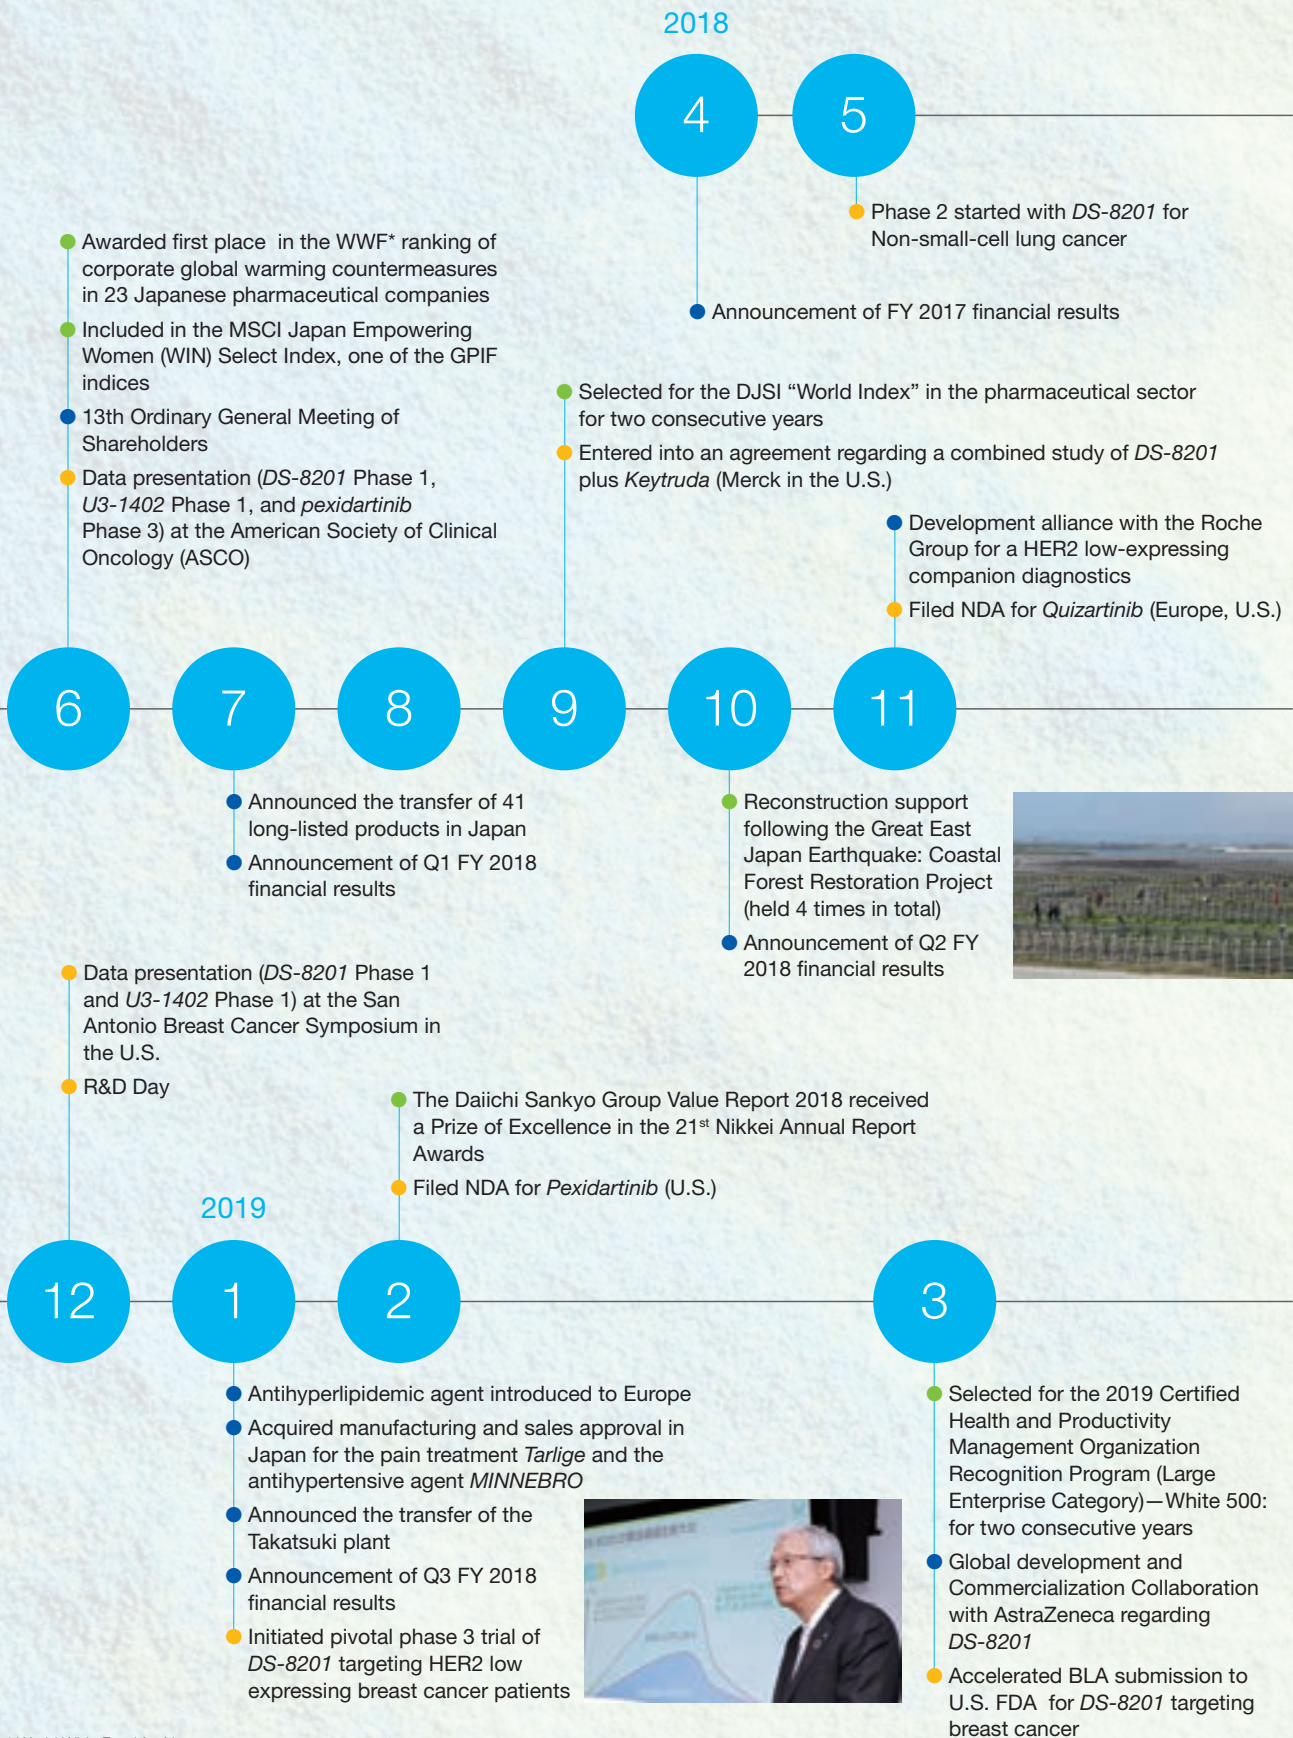 2018
4
5
Phase 2 started with DS-8201 for
Non-small-cell lung cancer
Announcement of FY 2017 financial results
Awarded first place in the WWF* ranking of
corporate global warming countermeasures
in 23 Japanese pharmaceutical companies
Included in the MSCI Japan Empowering
Women (WIN) Select Index, one of the GPIF
indices
13th Ordinary General Meeting of
Shareholders
Data presentation (DS-8201 Phase 1,
U3-1402 Phase 1, and pexidartinib
Phase 3) at the American Society of Clinical
Oncology (ASCO)
Selected for the DJSI “World Index” in the pharmaceutical sector
for two consecutive years
Entered into an agreement regarding a combined study of DS-8201
plus Keytruda (Merck in the U.S.)
Development alliance with the Roche
Group for a HER2 low-expressing
companion diagnostics
Filed NDA for Quizartinib (Europe, U.S.)
6
7
8
9
10
11
Announced the transfer of 41
long-listed products in Japan
Announcement of Q1 FY 2018
financial results
Reconstruction support
following the Great East
Japan Earthquake: Coastal
Forest Restoration Project
(held 4 times in total)
Announcement of Q2 FY
2018 financial results
Data presentation (DS-8201 Phase 1
and U3-1402 Phase 1) at the San
Antonio Breast Cancer Symposium in
the U.S.
R&D Day
The Daiichi Sankyo Group Value Report 2018 received
a Prize of Excellence in the 21st Nikkei Annual Report
Awards
Filed NDA for Pexidartinib (U.S.)
2019
12
1
2
3
Antihyperlipidemic agent introduced to Europe
Acquired manufacturing and sales approval in
Japan for the pain treatment Tarlige and the
antihypertensive agent MINNEBRO
Announced the transfer of the
Takatsuki plant
Announcement of Q3 FY 2018
financial results
Initiated pivotal phase 3 trial of
DS-8201 targeting HER2 low
expressing breast cancer patients
Selected for the 2019 Certified
Health and Productivity
Management Organization
Recognition Program (Large
Enterprise Category)—White 500:
for two consecutive years
Global development and
Commercialization Collaboration
with AstraZeneca regarding
DS-8201
Accelerated BLA submission to
U.S. FDA for DS-8201 targeting
breast cancer